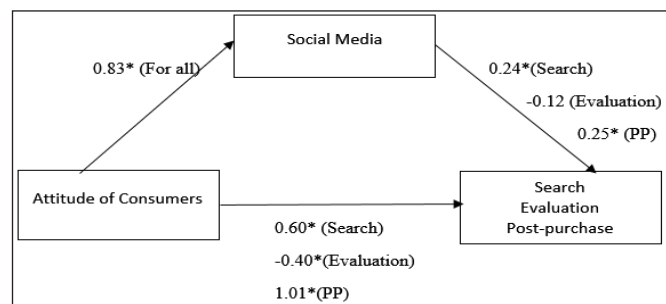 Social Media
0.83* (For all)
0.24*(Search)
-0.12 (Evaluation)
0.25* (PP)
Attitude of Consumers
Search
Evaluation
Post-purchase
0.60* (Search)
-0.40*(Evaluation)
1.01*(PP)